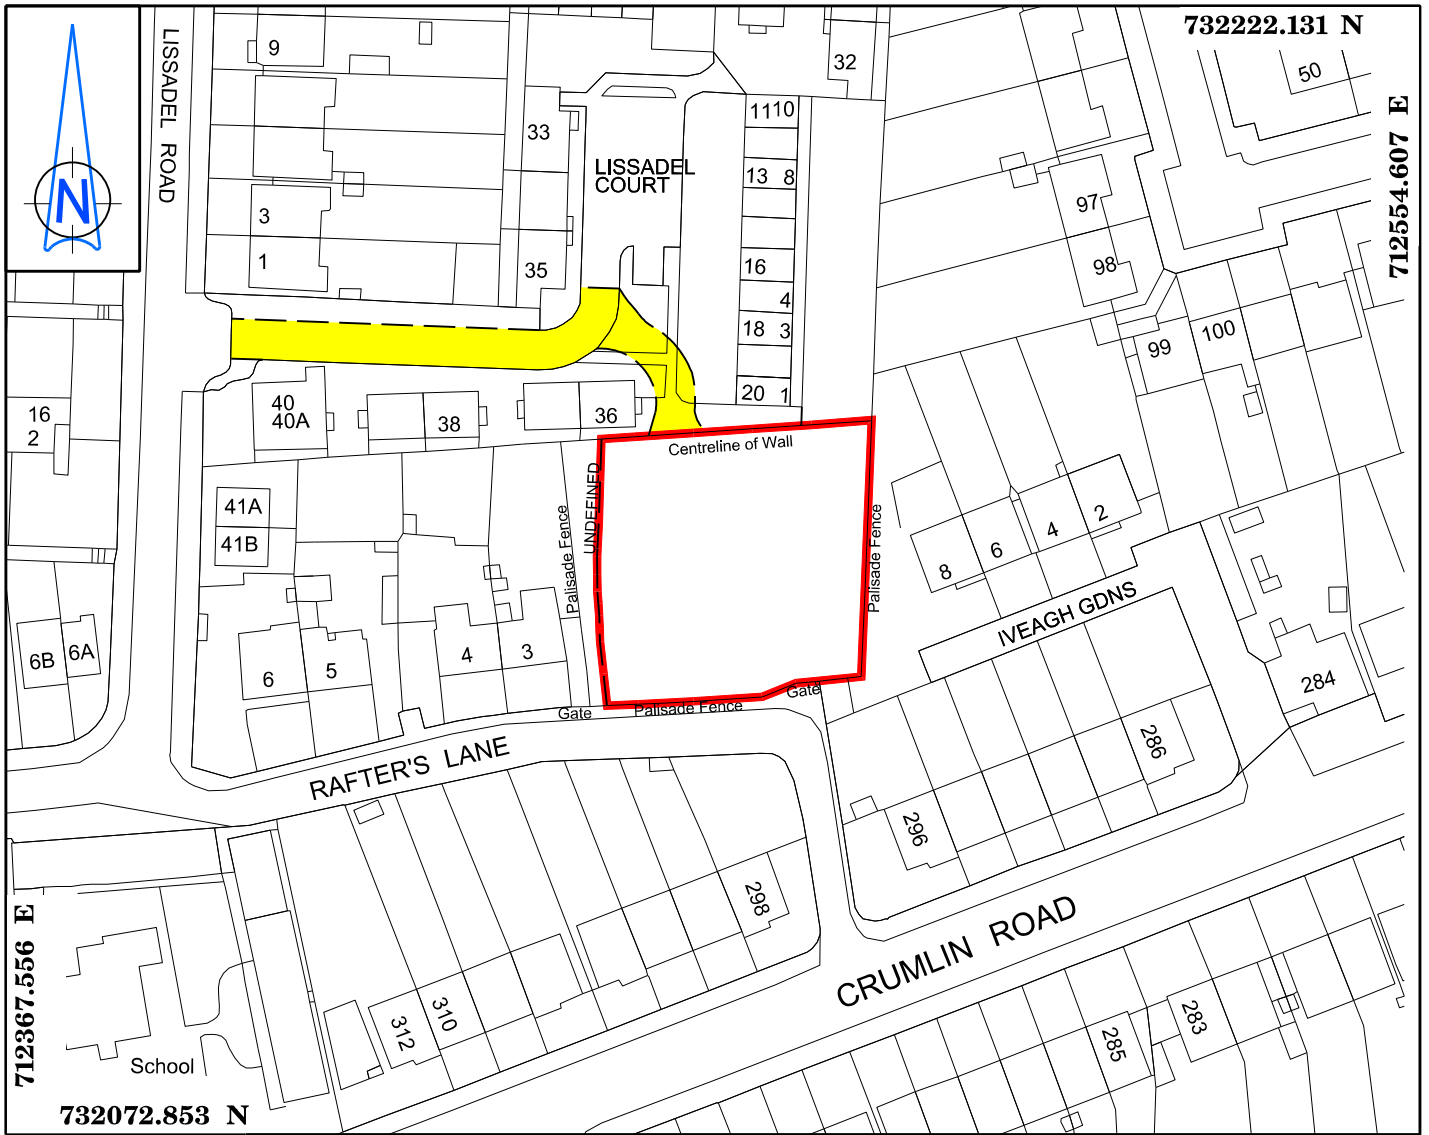 732222.131 N
712554.607 E
N
LISSADEL ROAD
9
32
50
33
1110
LISSADEL
COURT
13 8
97
3
1
35
16
98
4
18 3
100
99
20 1
40
40A
38
36
16
2
Centreline of Wall
UNDEFINED
Palisade Fence
Palisade Fence
41A
41B
8
6
4
2
IVEAGH GDNS
6B
6A
6
5
4
3
284
Gate
Palisade Fence
Gate
RAFTER'S LANE
286
296
298
CRUMLIN ROAD
712367.556 E
312
310
285
283
School
732072.853 N